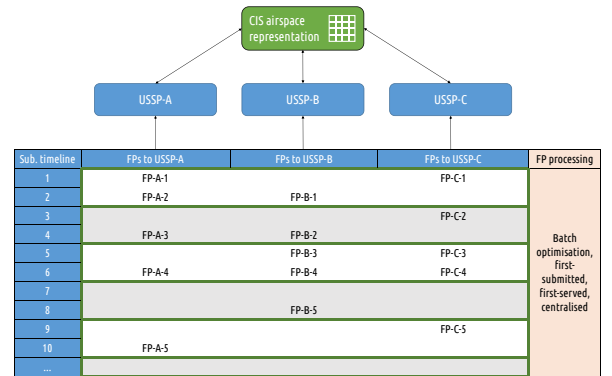 CIS airspace
representation
USSP-A USSP-B USSP-C
Sub. timeline FPs to USSP-A FPs to USSP-B FPs to USSP-C FP processing
1 FP-A-1 FP-C-1
2 FP-A-2 FP-B-1
3 FP-C-2
4 FP-A-3 FP-B-2
5 FP-B-3 FP-C-3
6 FP-A-4 FP-B-4 FP-C-4
7
8 FP-B-5
9 FP-C-5
10 FP-A-5
...
Batch
optimisation,
first-
submitted,
first-served,
centralised